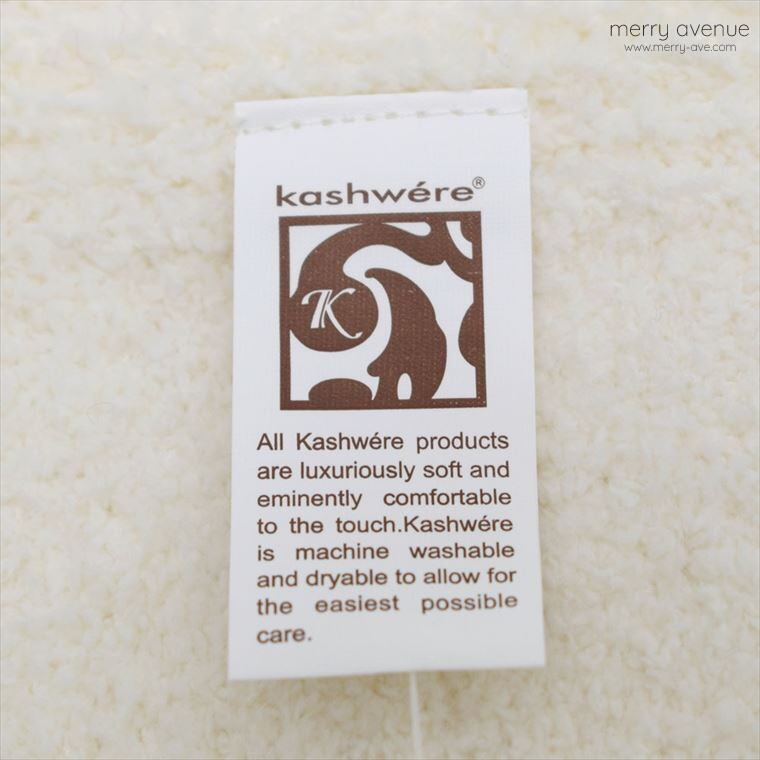 merry avenue
www.merry-ave.com
kashwére®
K
All Kashwére products
are luxuriously soft and
eminently comfortable
to the touch.Kashwére
is machine washable
and dryable to allow for
the easiest possible
care.